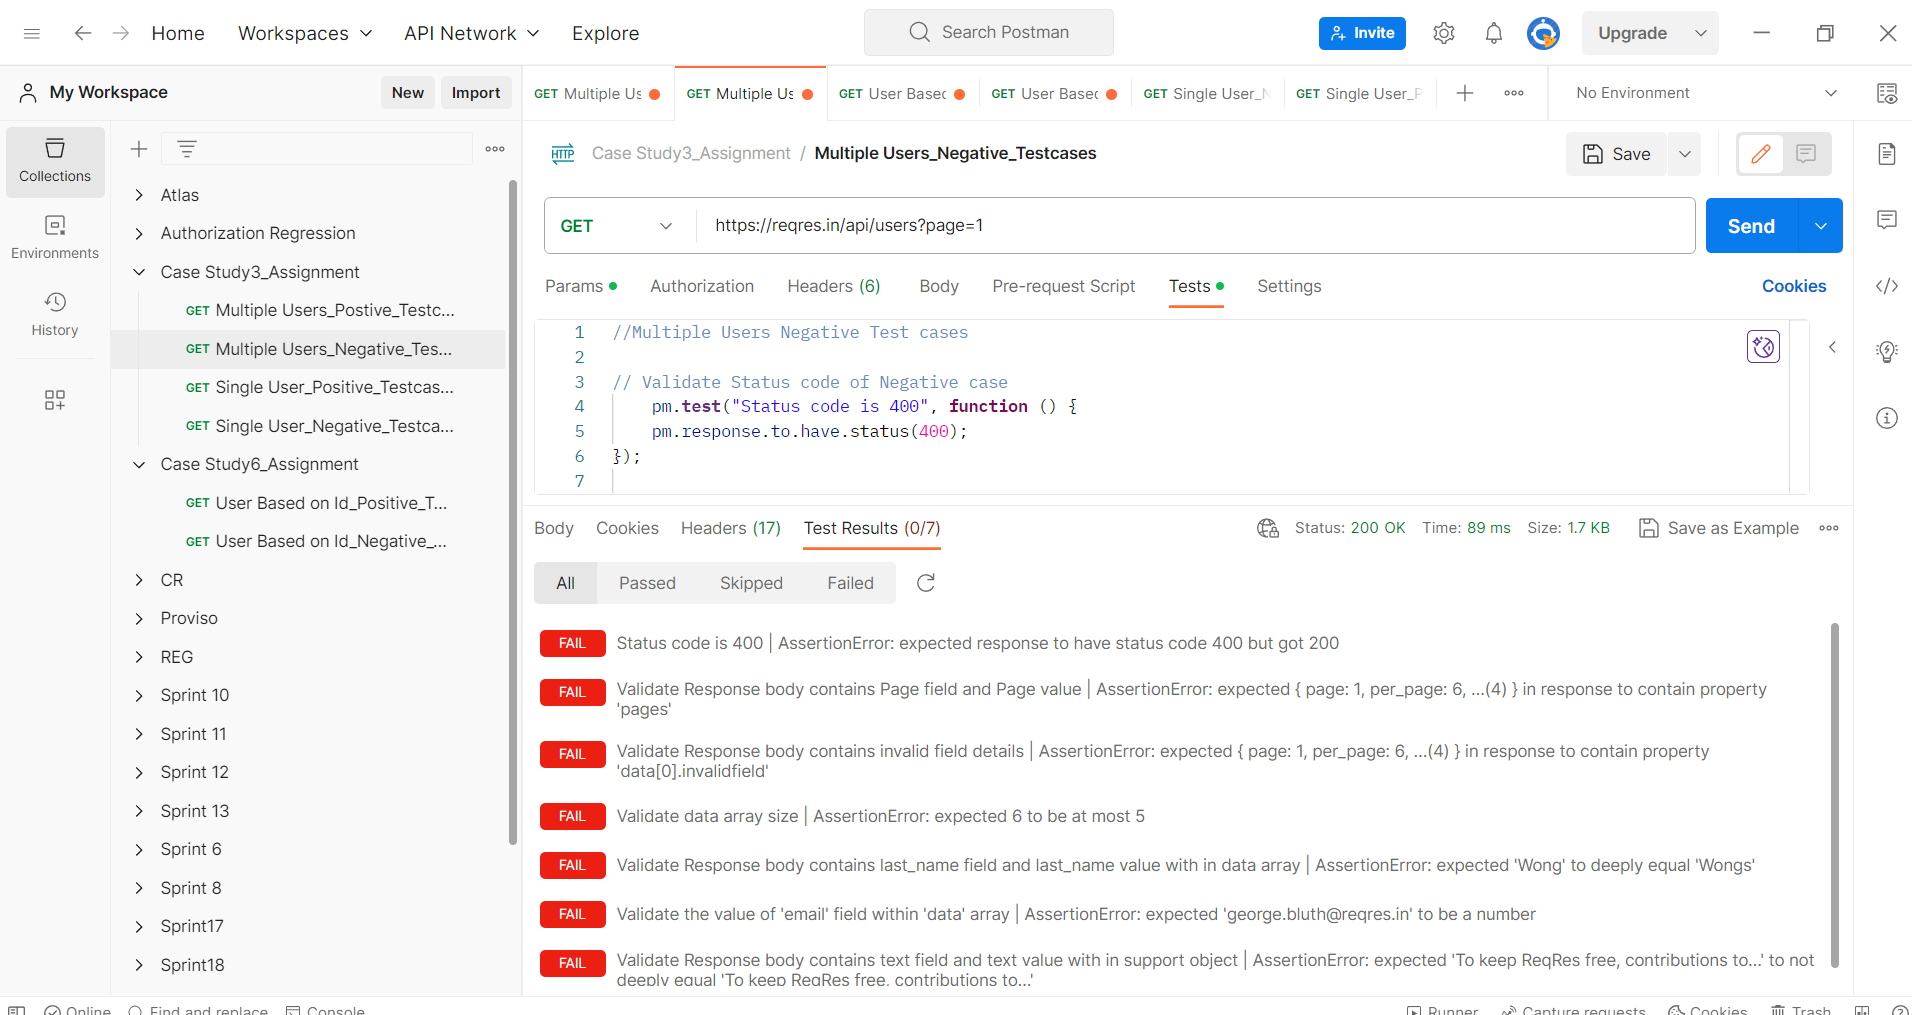 Home
Workspaces
API Network
Explore
Search Postman
Invite
Upgrade
My Workspace
New
Import
GET Multiple Us
GET Multiple Us
GET User Based
GET User Based
GET Single User_N
GET Single User_P
No Environment
Collections
Environments
History
Atlas
Authorization Regression
Case Study3_Assignment
GET Multiple Users_Postive_Testc...
GET Multiple Users_Negative_Tes...
GET Single User_Positive_Testcas...
GET Single User_Negative_Testca...
Case Study6_Assignment
GET User Based on Id_Positive_T...
GET User Based on Id_Negative_...
CR
Proviso
REG
Sprint 10
Sprint 11
Sprint 12
Sprint 13
Sprint 6
Sprint 8
Sprint17
Sprint18
HTTP Case Study3_Assignment / Multiple Users_Negative_Testcases
Save
GET https://reqres.in/api/users?page=1
Send
Params Authorization Headers (6) Body Pre-request Script Tests Settings Cookies
1 //Multiple Users Negative Test cases
2
3 // Validate Status code of Negative case
4 pm.test("Status code is 400", function () {
5 pm.response.to.have.status(400);
6 });
7
Body Cookies Headers (17) Test Results (0/7) Status: 200 OK Time: 89 ms Size: 1.7 KB Save as Example
All Passed Skipped Failed
FAIL Status code is 400 | AssertionError: expected response to have status code 400 but got 200
FAIL Validate Response body contains Page field and Page value | AssertionError: expected { page: 1, per_page: 6, ...(4) } in response to contain property
'pages'
FAIL Validate Response body contains invalid field details | AssertionError: expected { page: 1, per_page: 6, ...(4) } in response to contain property
'data[0].invalidfield'
FAIL Validate data array size | AssertionError: expected 6 to be at most 5
FAIL Validate Response body contains last_name field and last_name value with in data array | AssertionError: expected 'Wong' to deeply equal 'Wongs'
FAIL Validate the value of 'email' field within 'data' array | AssertionError: expected 'george.bluth@reqres.in' to be a number
FAIL Validate Response body contains text field and text value with in support object | AssertionError: expected 'To keep ReqRes free, contributions to...' to not
deeply equal 'To keep ReqRes free, contributions to...'
Online Find and replace Console Runner Capture requests Cookies Trash